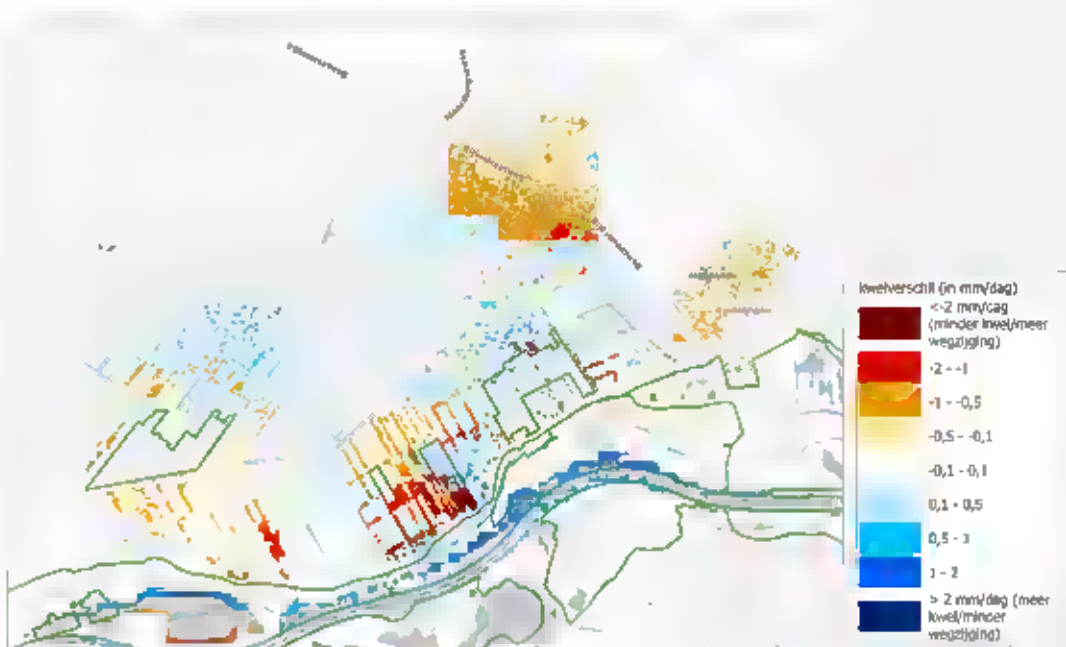 kwelverschil (in mm/dag)
<-2 mm/dag
(minder kwel/meer
wegzijging)
-2 - -1
-1 - -0,5
-0,5 - -0,1
-0,1 - 0,1
0,1 - 0,5
0,5 - 1
1 - 2
> 2 mm/dag (meer
kwel/minder
wegzijging)